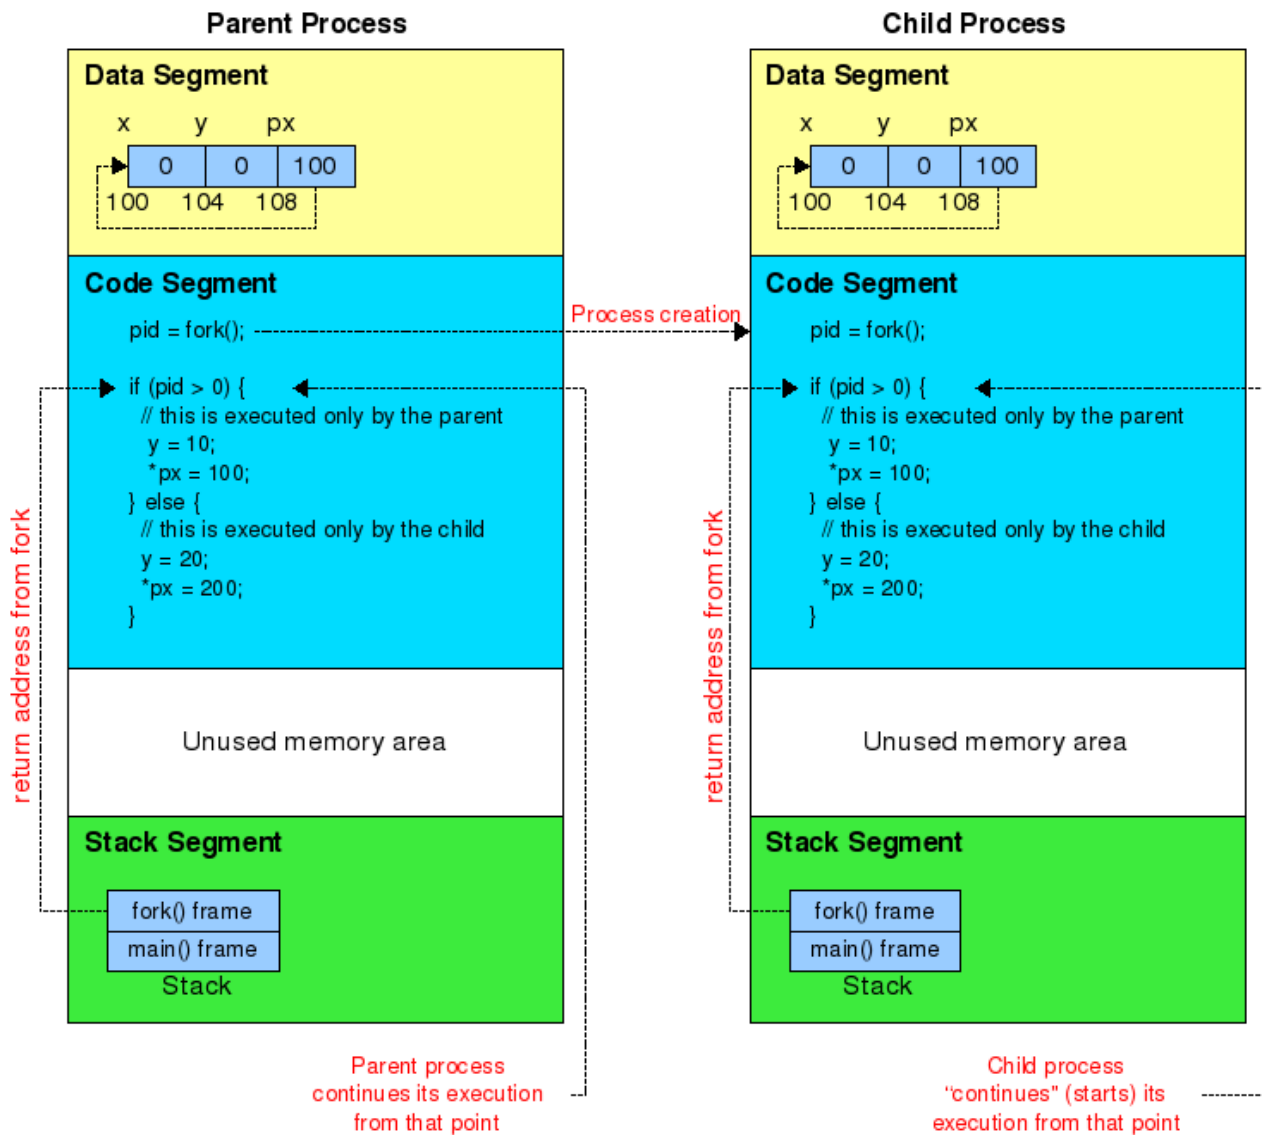 Parent Process
Data Segment
x y px
0 0 100
100 104 108
Code Segment
pid = fork();
if (pid > 0) {
// this is executed only by the parent
y = 10;
*px = 100;
} else {
// this is executed only by the child
y = 20;
*px = 200;
}
return address from fork
Unused memory area
Stack Segment
fork() frame
main() frame
Stack
Parent process
continues its execution
from that point
Process creation
Child Process
Data Segment
x y px
0 0 100
100 104 108
Code Segment
pid = fork();
if (pid > 0) {
// this is executed only by the parent
y = 10;
*px = 100;
} else {
// this is executed only by the child
y = 20;
*px = 200;
}
return address from fork
Unused memory area
Stack Segment
fork() frame
main() frame
Stack
Child process
“continues" (starts) its
execution from that point